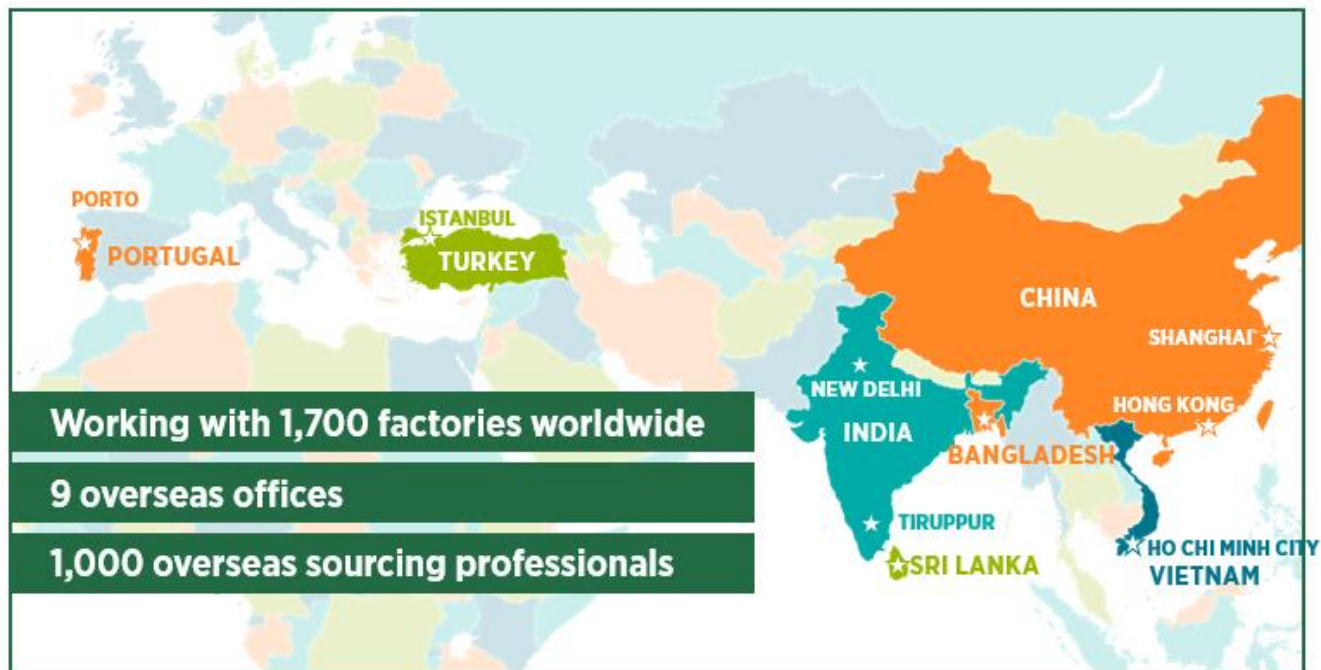 PORTO
PORTUGAL
ISTANBUL
TURKEY
CHINA
SHANGHAI
HONG KONG
NEW DELHI
INDIA
BANGLADESH
TIRUPPUR
SRI LANKA
HO CHI MINH CITY
VIETNAM
Working with 1,700 factories worldwide
9 overseas offices
1,000 overseas sourcing professionals